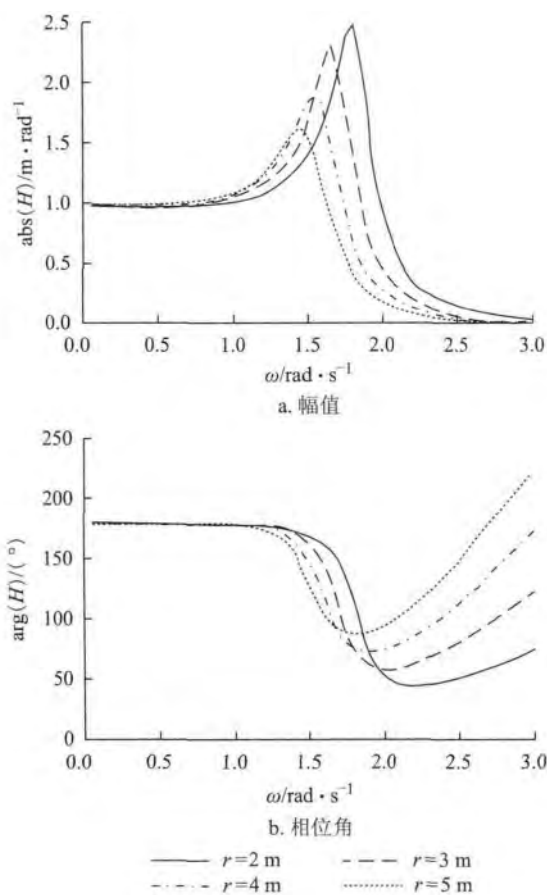 abs(H)/m·rad⁻¹
2.5
2.0
1.5
1.0
0.5
0.0
0.0 0.5 1.0 1.5 2.0 2.5 3.0
ω/rad·s⁻¹
a. 幅值
arg(H)/(°)
250
200
150
100
50
0
0.0 0.5 1.0 1.5 2.0 2.5 3.0
ω/rad·s⁻¹
b. 相位角
r=2 m r=3 m
r=4 m r=5 m